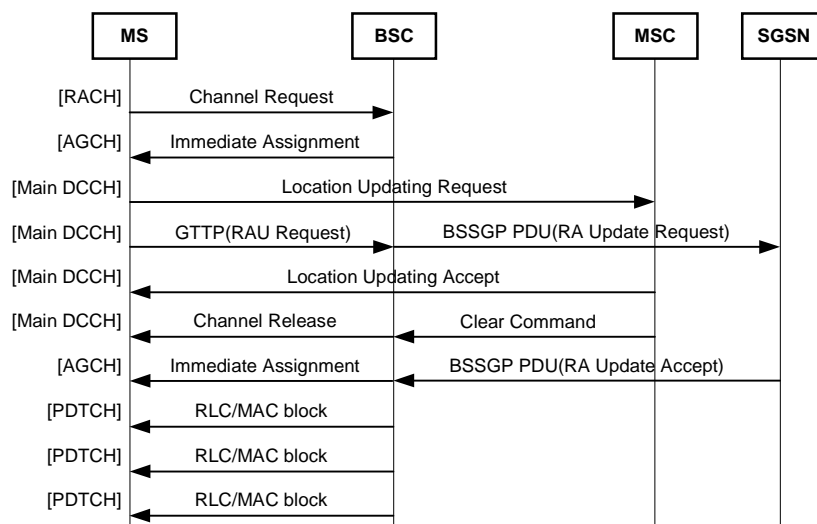 MS BSC MSC SGSN
[RACH] Channel Request
[AGCH] Immediate Assignment
[Main DCCH] Location Updating Request
[Main DCCH] GTTP(RAU Request) BSSGP PDU(RA Update Request)
[Main DCCH] Location Updating Accept
[Main DCCH] Channel Release Clear Command
[AGCH] Immediate Assignment BSSGP PDU(RA Update Accept)
[PDTCH] RLC/MAC block
[PDTCH] RLC/MAC block
[PDTCH] RLC/MAC block